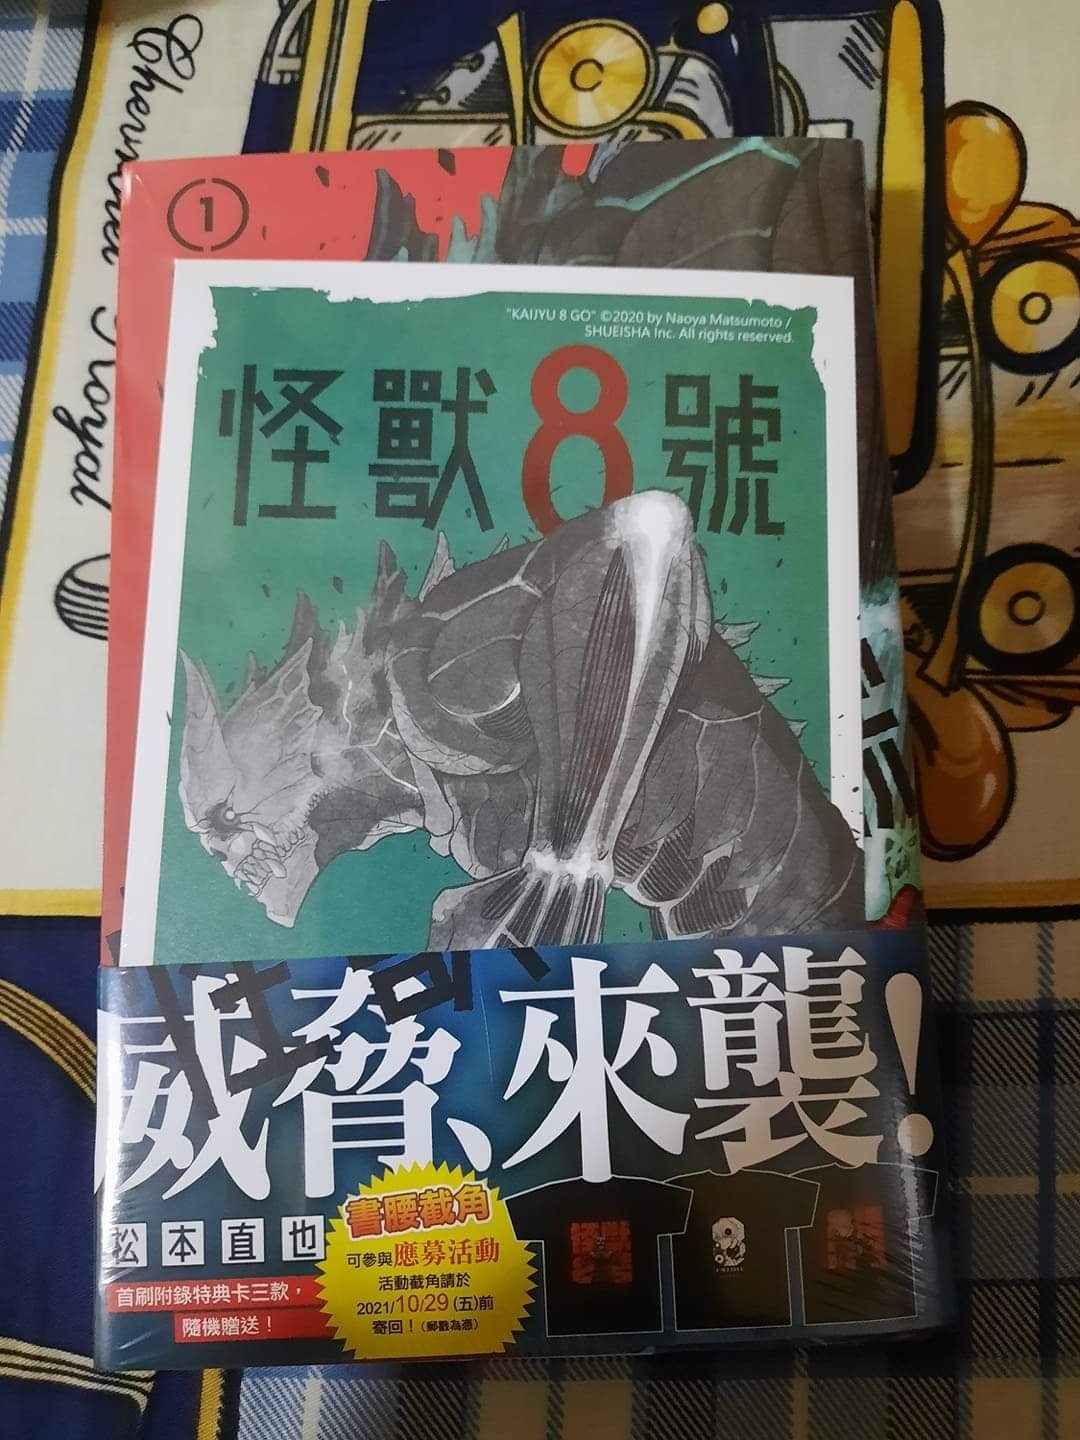 Chermiel Royal
1
"KAIJYU 8 GO" ©2020 by Naoya Matsumoto /
SHUEISHA Inc. All rights reserved.
怪獸8號
威脅、來襲!
松本直也
首刷附錄特典卡三款,
隨機贈送!
書腰截角
可參與應募活動
活動截角請於
2021/10/29(五)前
寄回!(郵戳為憑)